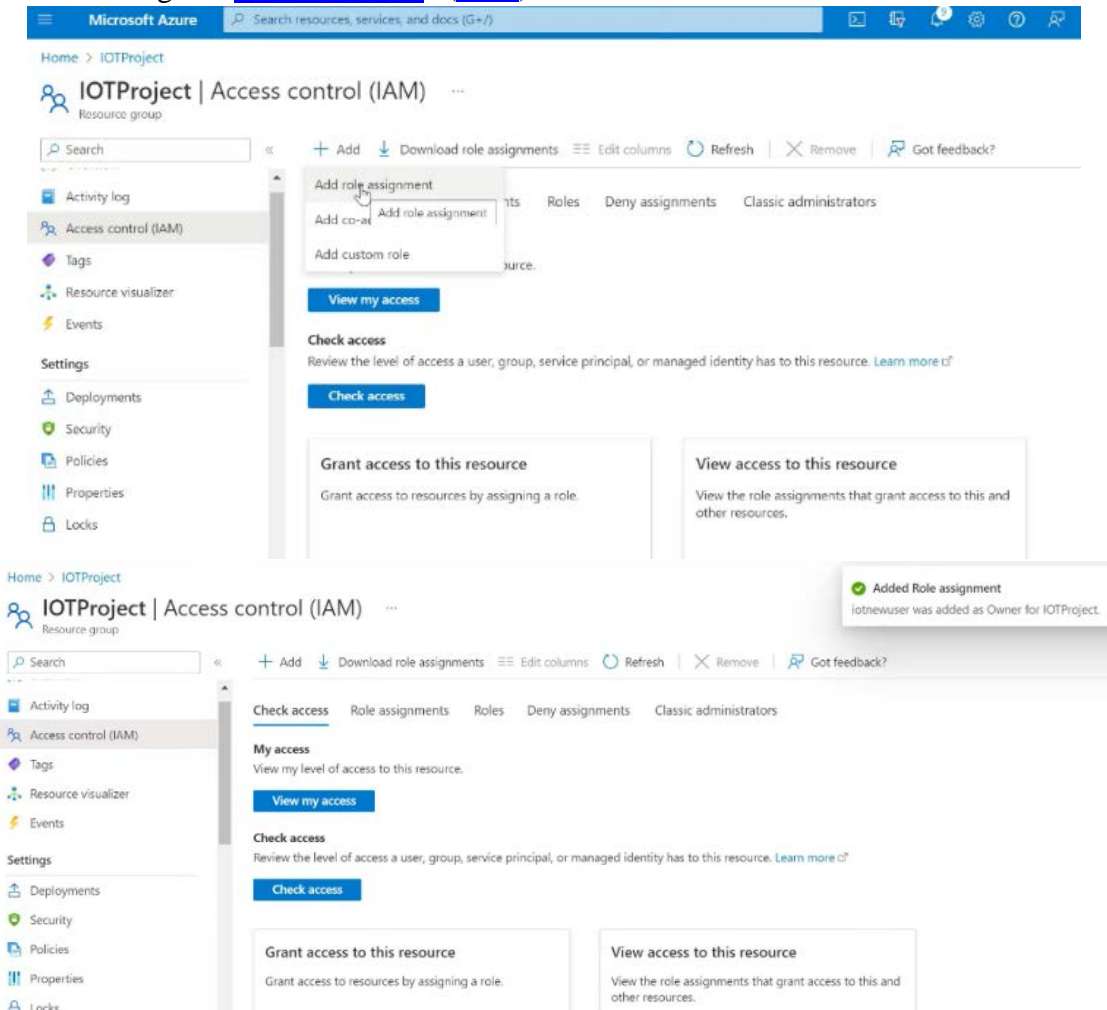 Microsoft Azure
Search resources, services, and docs (G+/)
9
Home > IOTProject
IOTProject | Access control (IAM) ...
Resource group
Search
«
+ Add
Download role assignments
Edit columns
Refresh
Remove
Got feedback?
Add role assignment
Add role assignment
Add co-ad
Add custom role
nts
Roles
Deny assignments
Classic administrators
ource.
Activity log
Access control (IAM)
Tags
Resource visualizer
Events
Settings
Deployments
Security
Policies
Properties
Locks
View my access
Check access
Review the level of access a user, group, service principal, or managed identity has to this resource. Learn more
Check access
Grant access to this resource
Grant access to resources by assigning a role.
View access to this resource
View the role assignments that grant access to this and
other resources.
Home > IOTProject
IOTProject | Access control (IAM) ...
Resource group
Added Role assignment
iotnewuser was added as Owner for IOTProject.
Search
«
+ Add
Download role assignments
Edit columns
Refresh
Remove
Got feedback?
Activity log
Access control (IAM)
Tags
Resource visualizer
Events
Settings
Deployments
Security
Policies
Properties
Locks
Check access
Role assignments
Roles
Deny assignments
Classic administrators
My access
View my level of access to this resource.
View my access
Check access
Review the level of access a user, group, service principal, or managed identity has to this resource. Learn more
Check access
Grant access to this resource
Grant access to resources by assigning a role.
View access to this resource
View the role assignments that grant access to this and
other resources.